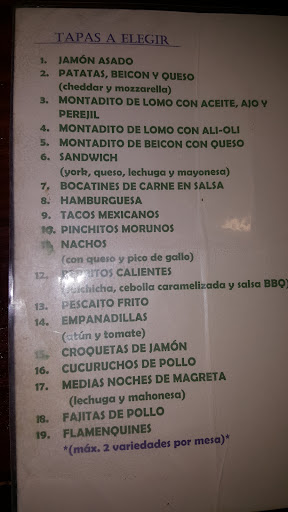 TAPAS A ELEGIR
1. JAMÓN ASADO
2. PATATAS, BEICON Y QUESO
(cheddar y mozzarella)
3. MONTADITO DE LOMO CON ACEITE, AJO Y
PEREJIL
4. MONTADITO DE LOMO CON ALI-OLI
5. MONTADITO DE BEICON CON QUESO
6. SANDWICH
(york, queso, lechuga y mayonesa)
7. BOCATINES DE CARNE EN SALSA
8. HAMBURGUESA
9. TACOS MEXICANOS
10. PINCHITOS MORUNOS
11. NACHOS
(con queso y pico de gallo)
12. PERRITOS CALIENTES
(salchicha, cebolla caramelizada y salsa BBQ)
13. PESCAITO FRITO
14. EMPANADILLAS
(atún y tomate)
15. CROQUETAS DE JAMÓN
16. CUCURUCHOS DE POLLO
17. MEDIAS NOCHES DE MAGRETA
(lechuga y mahonesa)
18. FAJITAS DE POLLO
19. FLAMENQUINES
*(máx. 2 variedades por mesa)*